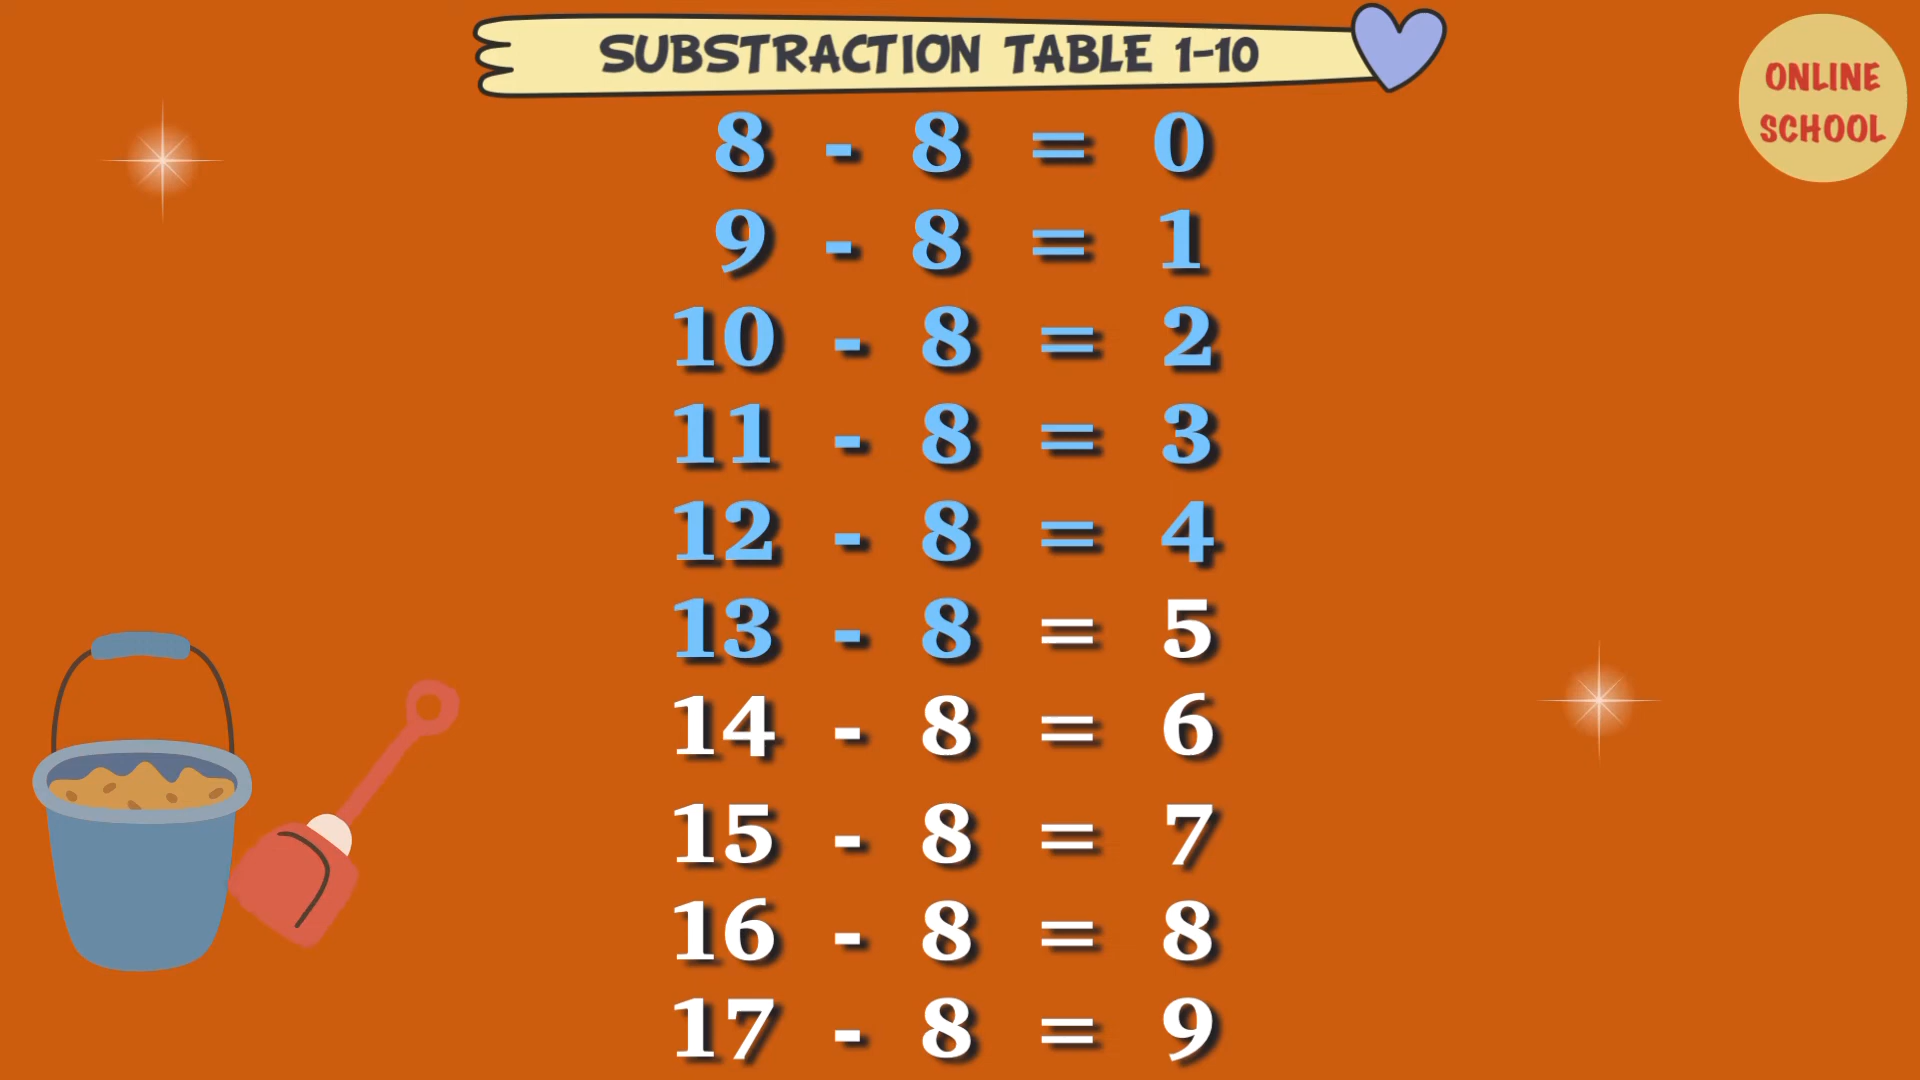 SUBSTRACTION TABLE 1-10
ONLINE
SCHOOL
8 - 8 = 0
9 - 8 = 1
10 - 8 = 2
11 - 8 = 3
12 - 8 = 4
13 - 8 = 5
14 - 8 = 6
15 - 8 = 7
16 - 8 = 8
17 - 8 = 9